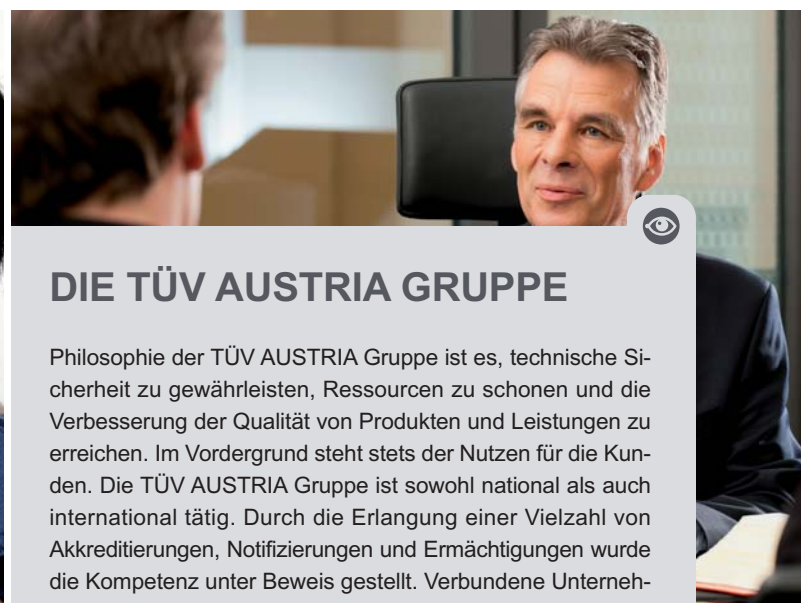 DIE TÜV AUSTRIA GRUPPE
Philosophie der TÜV AUSTRIA Gruppe ist es, technische Si-
cherheit zu gewährleisten, Ressourcen zu schonen und die
Verbesserung der Qualität von Produkten und Leistungen zu
erreichen. Im Vordergrund steht stets der Nutzen für die Kun-
den. Die TÜV AUSTRIA Gruppe ist sowohl national als auch
international tätig. Durch die Erlangung einer Vielzahl von
Akkreditierungen, Notifizierungen und Ermächtigungen wurde
die Kompetenz unter Beweis gestellt. Verbundene Unterneh-